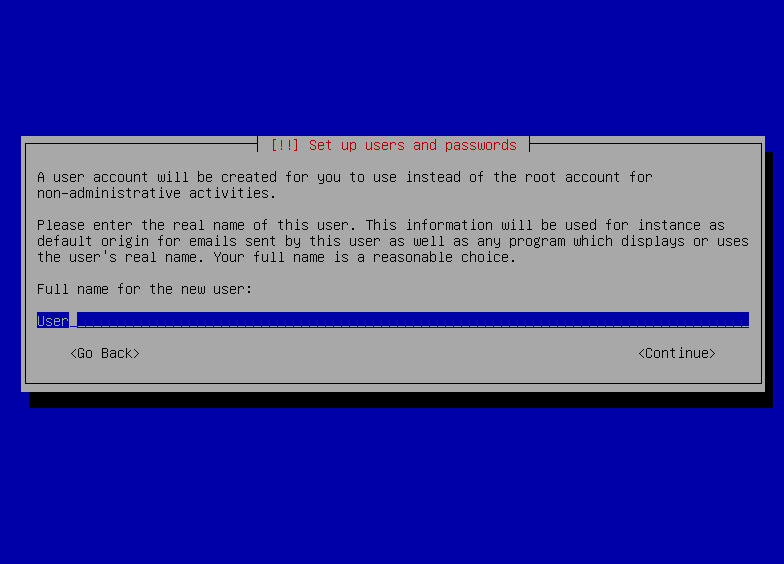 [!!] Set up users and passwords
A user account will be created for you to use instead of the root account for
non-administrative activities.
Please enter the real name of this user. This information will be used for instance as
default origin for emails sent by this user as well as any program which displays or uses
the user's real name. Your full name is a reasonable choice.
Full name for the new user:
User
<Go Back> <Continue>